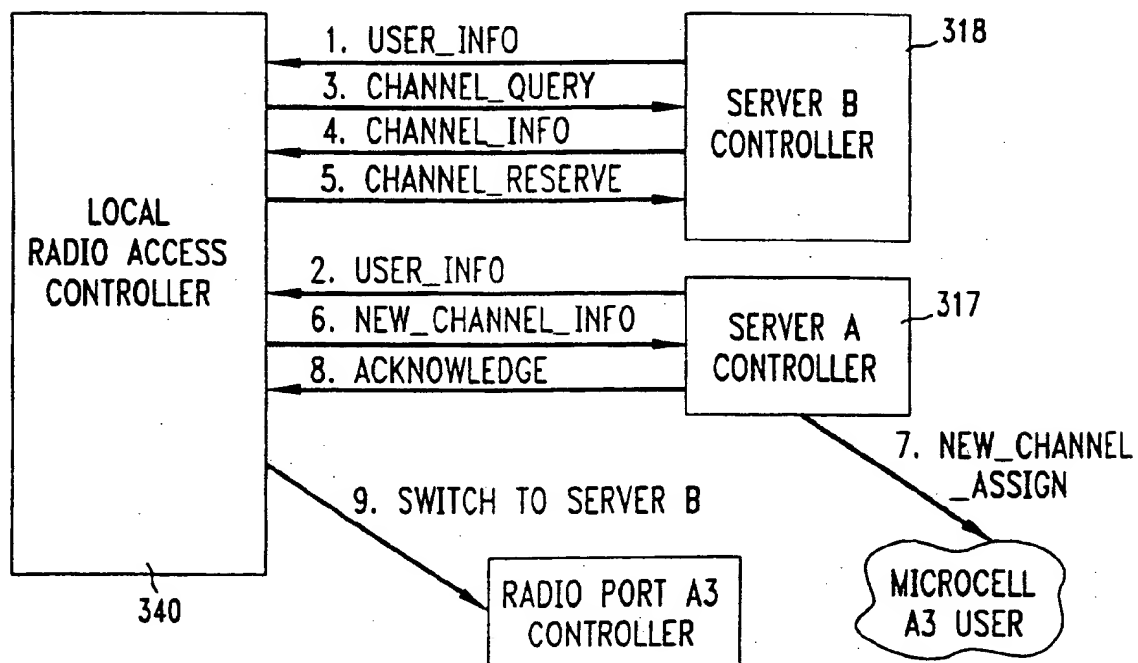 1. USER_INFO
3. CHANNEL_QUERY
4. CHANNEL_INFO
5. CHANNEL_RESERVE
318
SERVER B
CONTROLLER
LOCAL
RADIO ACCESS
CONTROLLER
2. USER_INFO
6. NEW_CHANNEL_INFO
8. ACKNOWLEDGE
317
SERVER A
CONTROLLER
7. NEW_CHANNEL
_ASSIGN
9. SWITCH TO SERVER B
340
RADIO PORT A3
CONTROLLER
MICROCELL
A3 USER